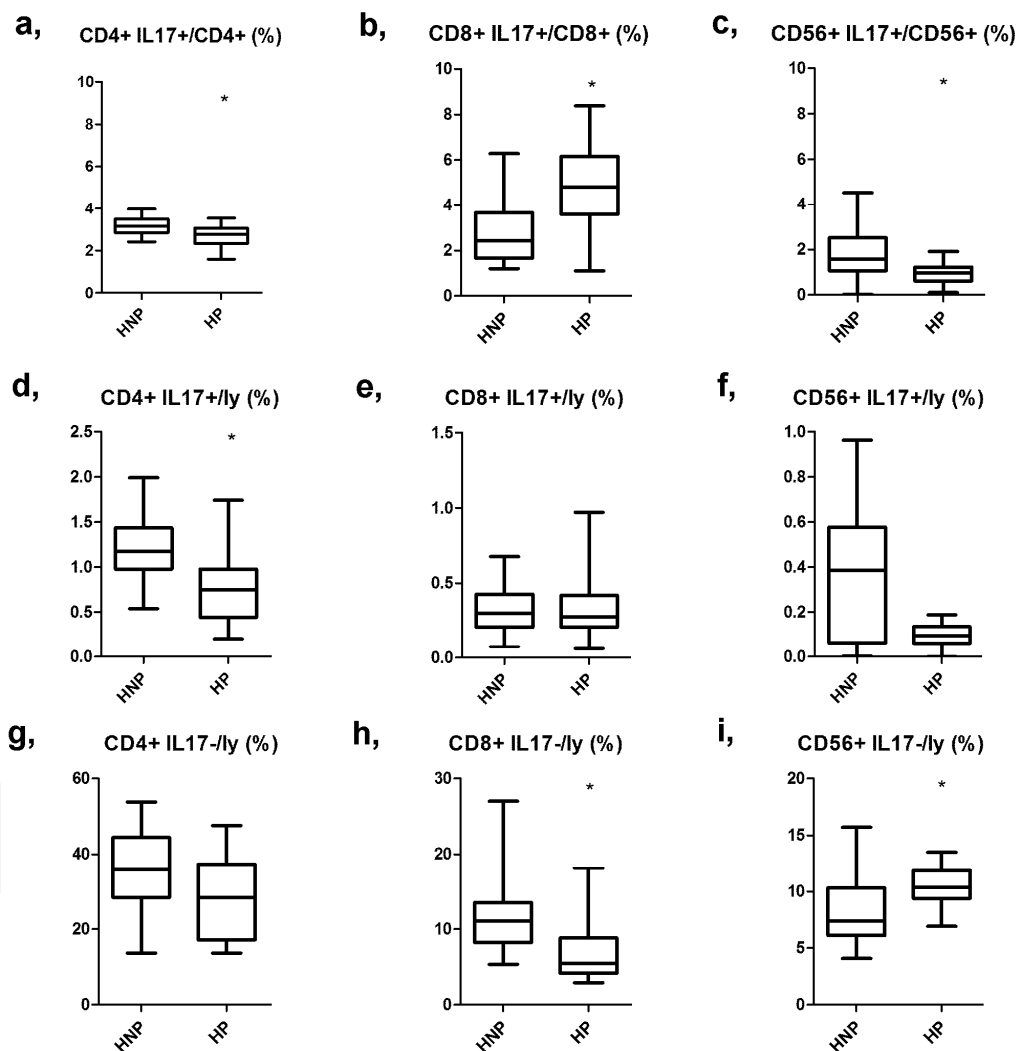 a, CD4+ IL17+/CD4+ (%)
10
8
6
4
2
0
*
HNP
HP
b, CD8+ IL17+/CD8+ (%)
10
8
6
4
2
0
*
HNP
HP
c, CD56+ IL17+/CD56+ (%)
10
8
6
4
2
0
*
HNP
HP
d, CD4+ IL17+/ly (%)
2.5
2.0
1.5
1.0
0.5
0.0
*
HNP
HP
e, CD8+ IL17+/ly (%)
1.5
1.0
0.5
0.0
HNP
HP
f, CD56+ IL17+/ly (%)
1.0
0.8
0.6
0.4
0.2
0.0
HNP
HP
g, CD4+ IL17-/ly (%)
60
40
20
0
HNP
HP
h, CD8+ IL17-/ly (%)
30
20
10
0
*
HNP
HP
i, CD56+ IL17-/ly (%)
20
15
10
5
0
*
HNP
HP